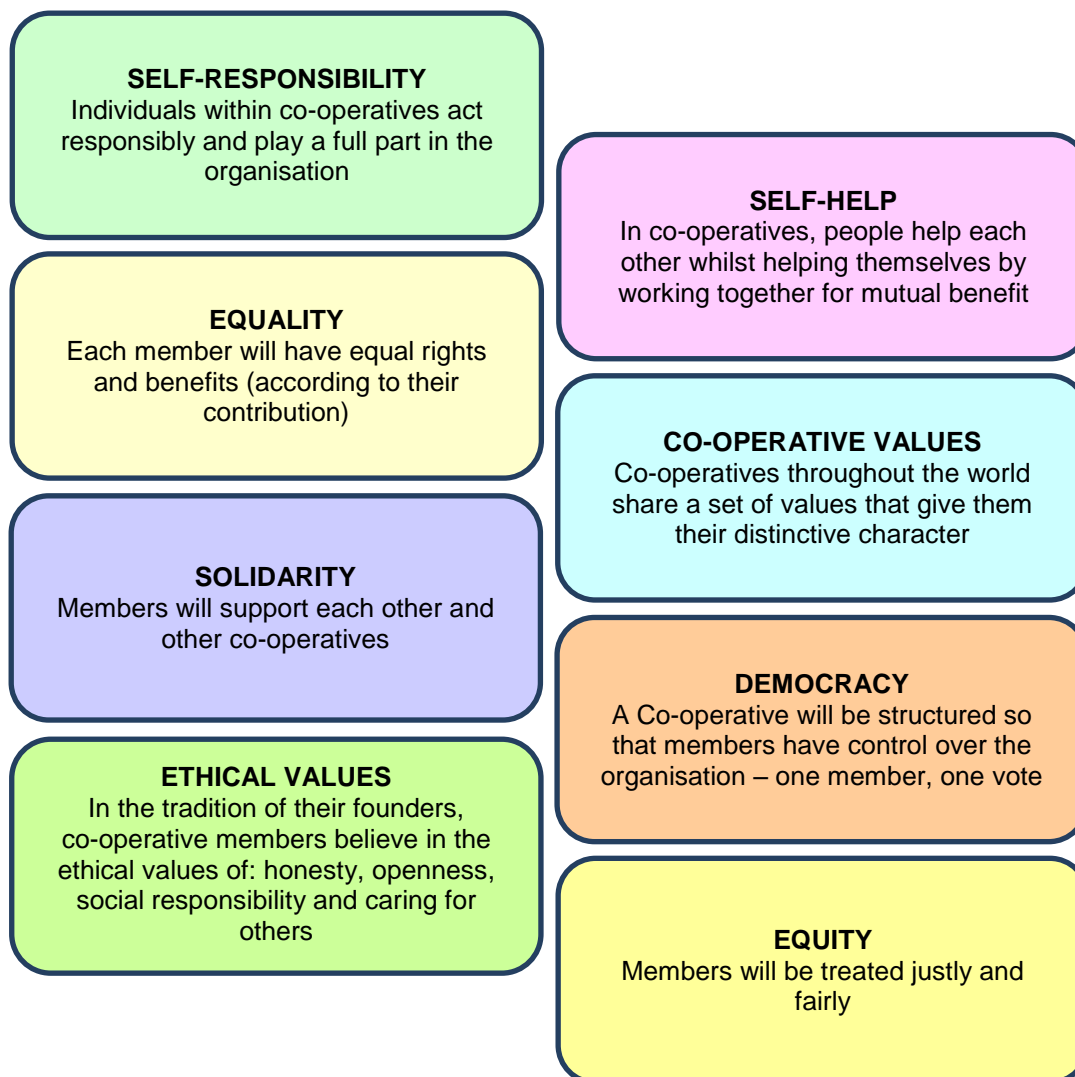 SELF-RESPONSIBILITY
Individuals within co-operatives act
responsibly and play a full part in the
organisation
EQUALITY
Each member will have equal rights
and benefits (according to their
contribution)
SOLIDARITY
Members will support each other and
other co-operatives
ETHICAL VALUES
In the tradition of their founders,
co-operative members believe in the
ethical values of: honesty, openness,
social responsibility and caring for
others
SELF-HELP
In co-operatives, people help each
other whilst helping themselves by
working together for mutual benefit
CO-OPERATIVE VALUES
Co-operatives throughout the world
share a set of values that give them
their distinctive character
DEMOCRACY
A Co-operative will be structured so
that members have control over the
organisation – one member, one vote
EQUITY
Members will be treated justly and
fairly